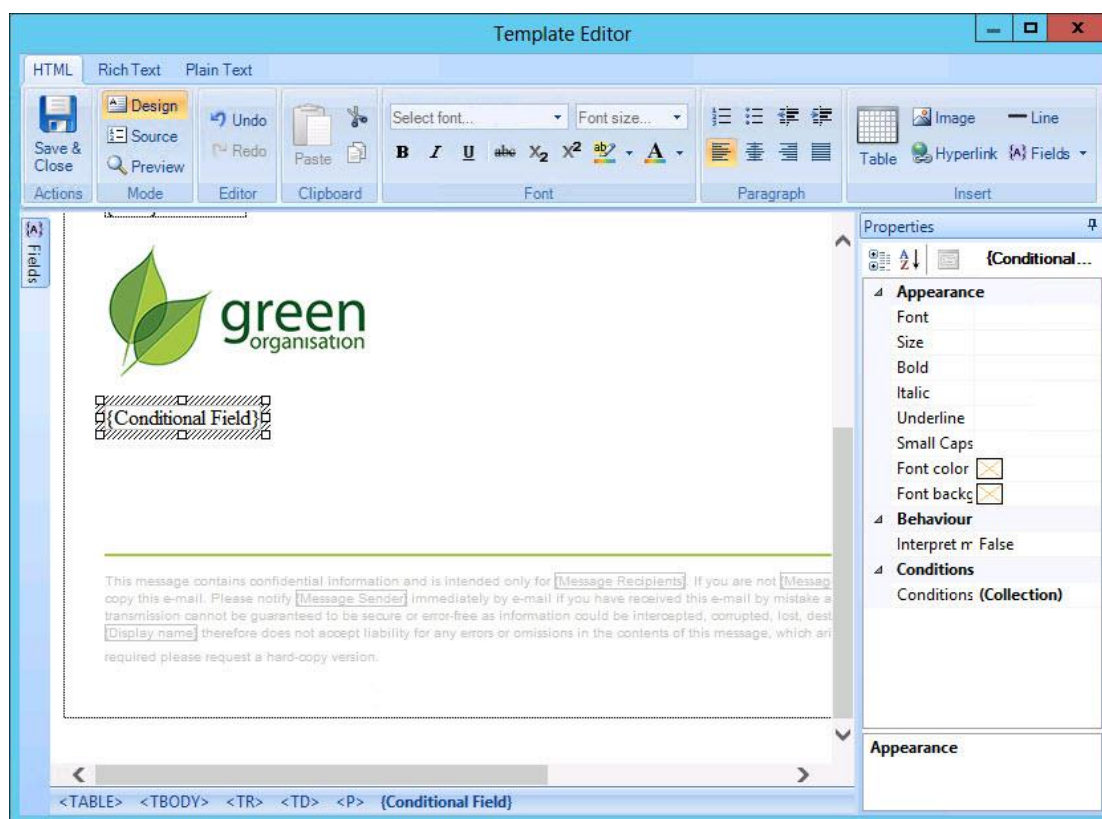 Template Editor
HTML Rich Text Plain Text
Save & Close
Design
Source
Preview
Undo
Redo
Paste
Select font... Font size...
B I U abc X₂ X² ab A
Table
Image Line
Hyperlink {A} Fields
Actions Mode Editor Clipboard Font Paragraph Insert
{A} Fields
green
organisation
{Conditional Field}
This message contains confidential information and is intended only for {Message Recipients}. If you are not {Messag
copy this e-mail. Please notify {Message Sender} immediately by e-mail if you have received this e-mail by mistake a
transmission cannot be guaranteed to be secure or error-free as information could be intercepted, corrupted, lost, dest
{Display name} therefore does not accept liability for any errors or omissions in the contents of this message, which ari
required please request a hard-copy version.
<TABLE> <TBODY> <TR> <TD> <P> {Conditional Field}
Properties
{Conditional...
Appearance
Font
Size
Bold
Italic
Underline
Small Caps
Font color
Font backg
Behaviour
Interpret m False
Conditions
Conditions (Collection)
Appearance